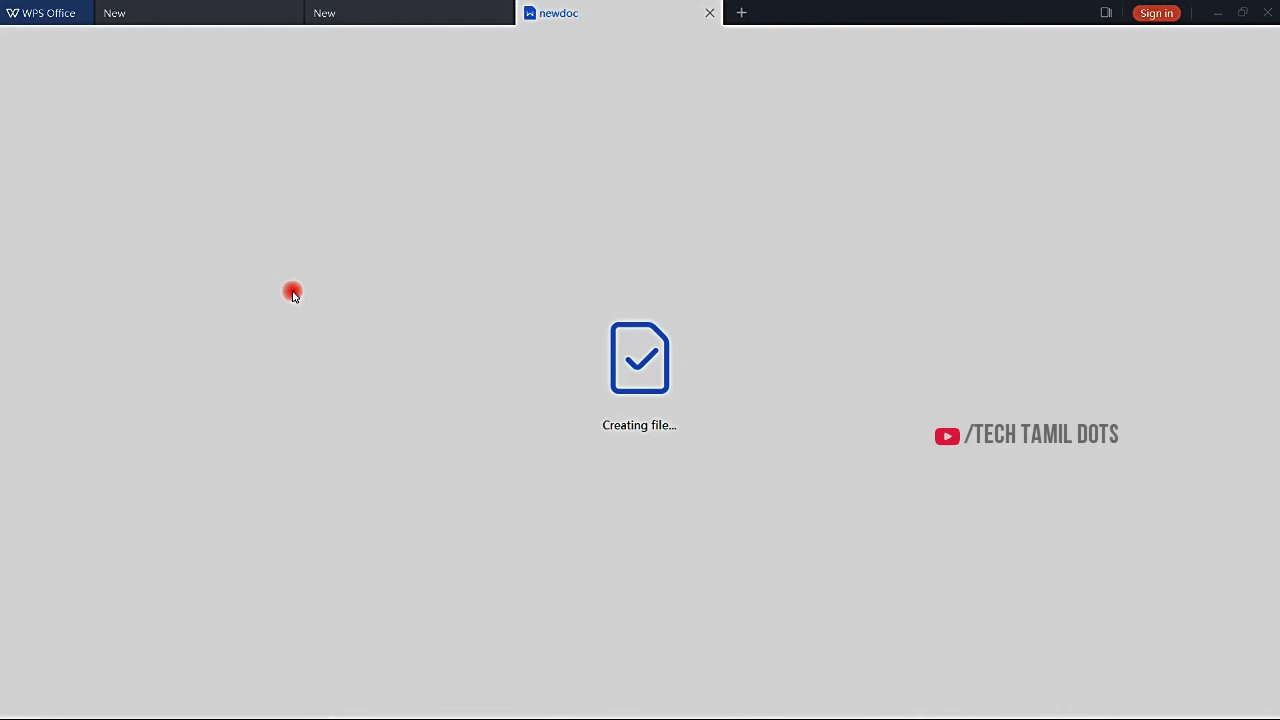 WPS Office
New
New
newdoc
Sign in
Creating file...
/TECH TAMIL DOTS